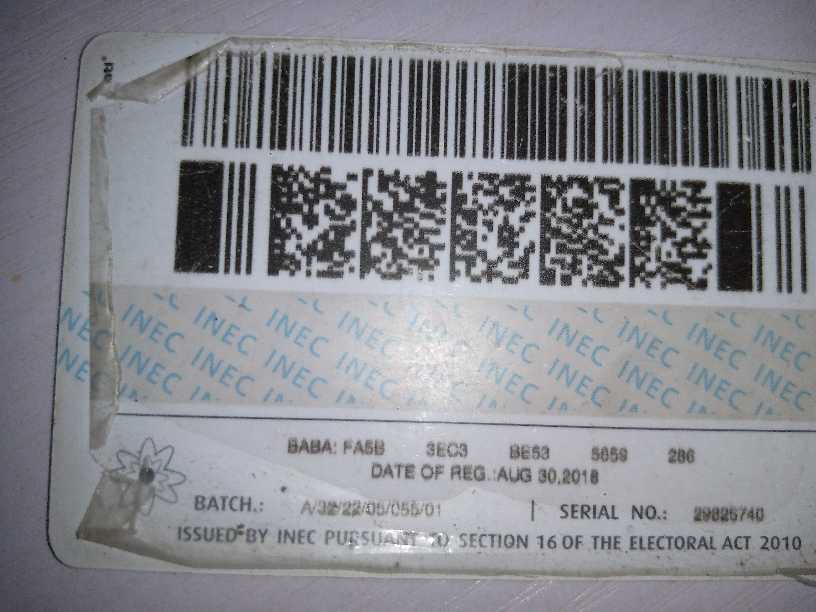 INEC INEC INEC INEC INEC INEC INEC
INEC INEC INEC INEC INEC INEC INEC
INEC INEC INEC INEC INEC INEC INEC
BABA: FA5B 3EC3 BE53 5659 286
DATE OF REG.:AUG 30,2018
BATCH.: A/32/22/05/055/01 | SERIAL NO.: 29825740
ISSUED BY INEC PURSUANT TO SECTION 16 OF THE ELECTORAL ACT 2010